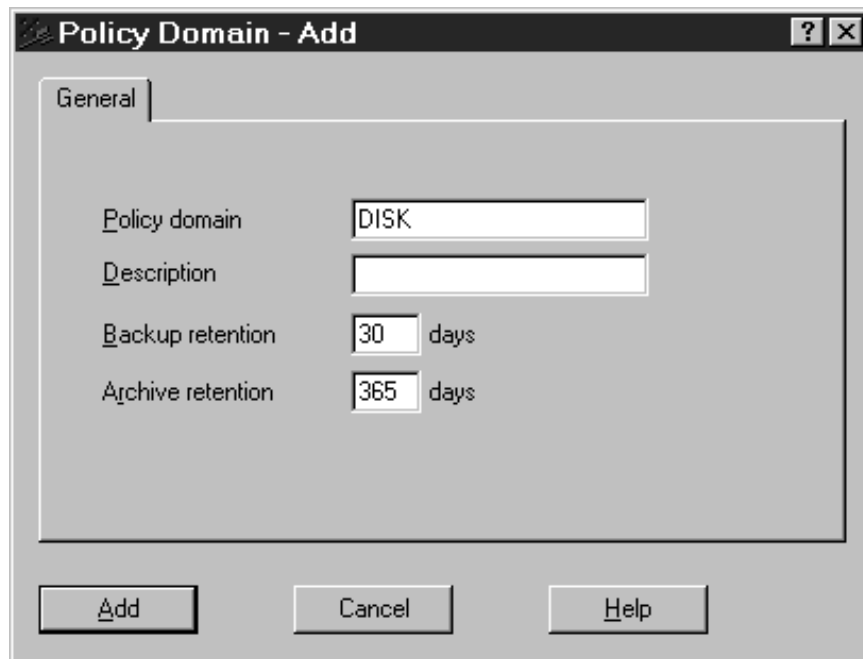 Policy Domain - Add
General
Policy domain DISK
Description
Backup retention 30 days
Archive retention 365 days
Add Cancel Help